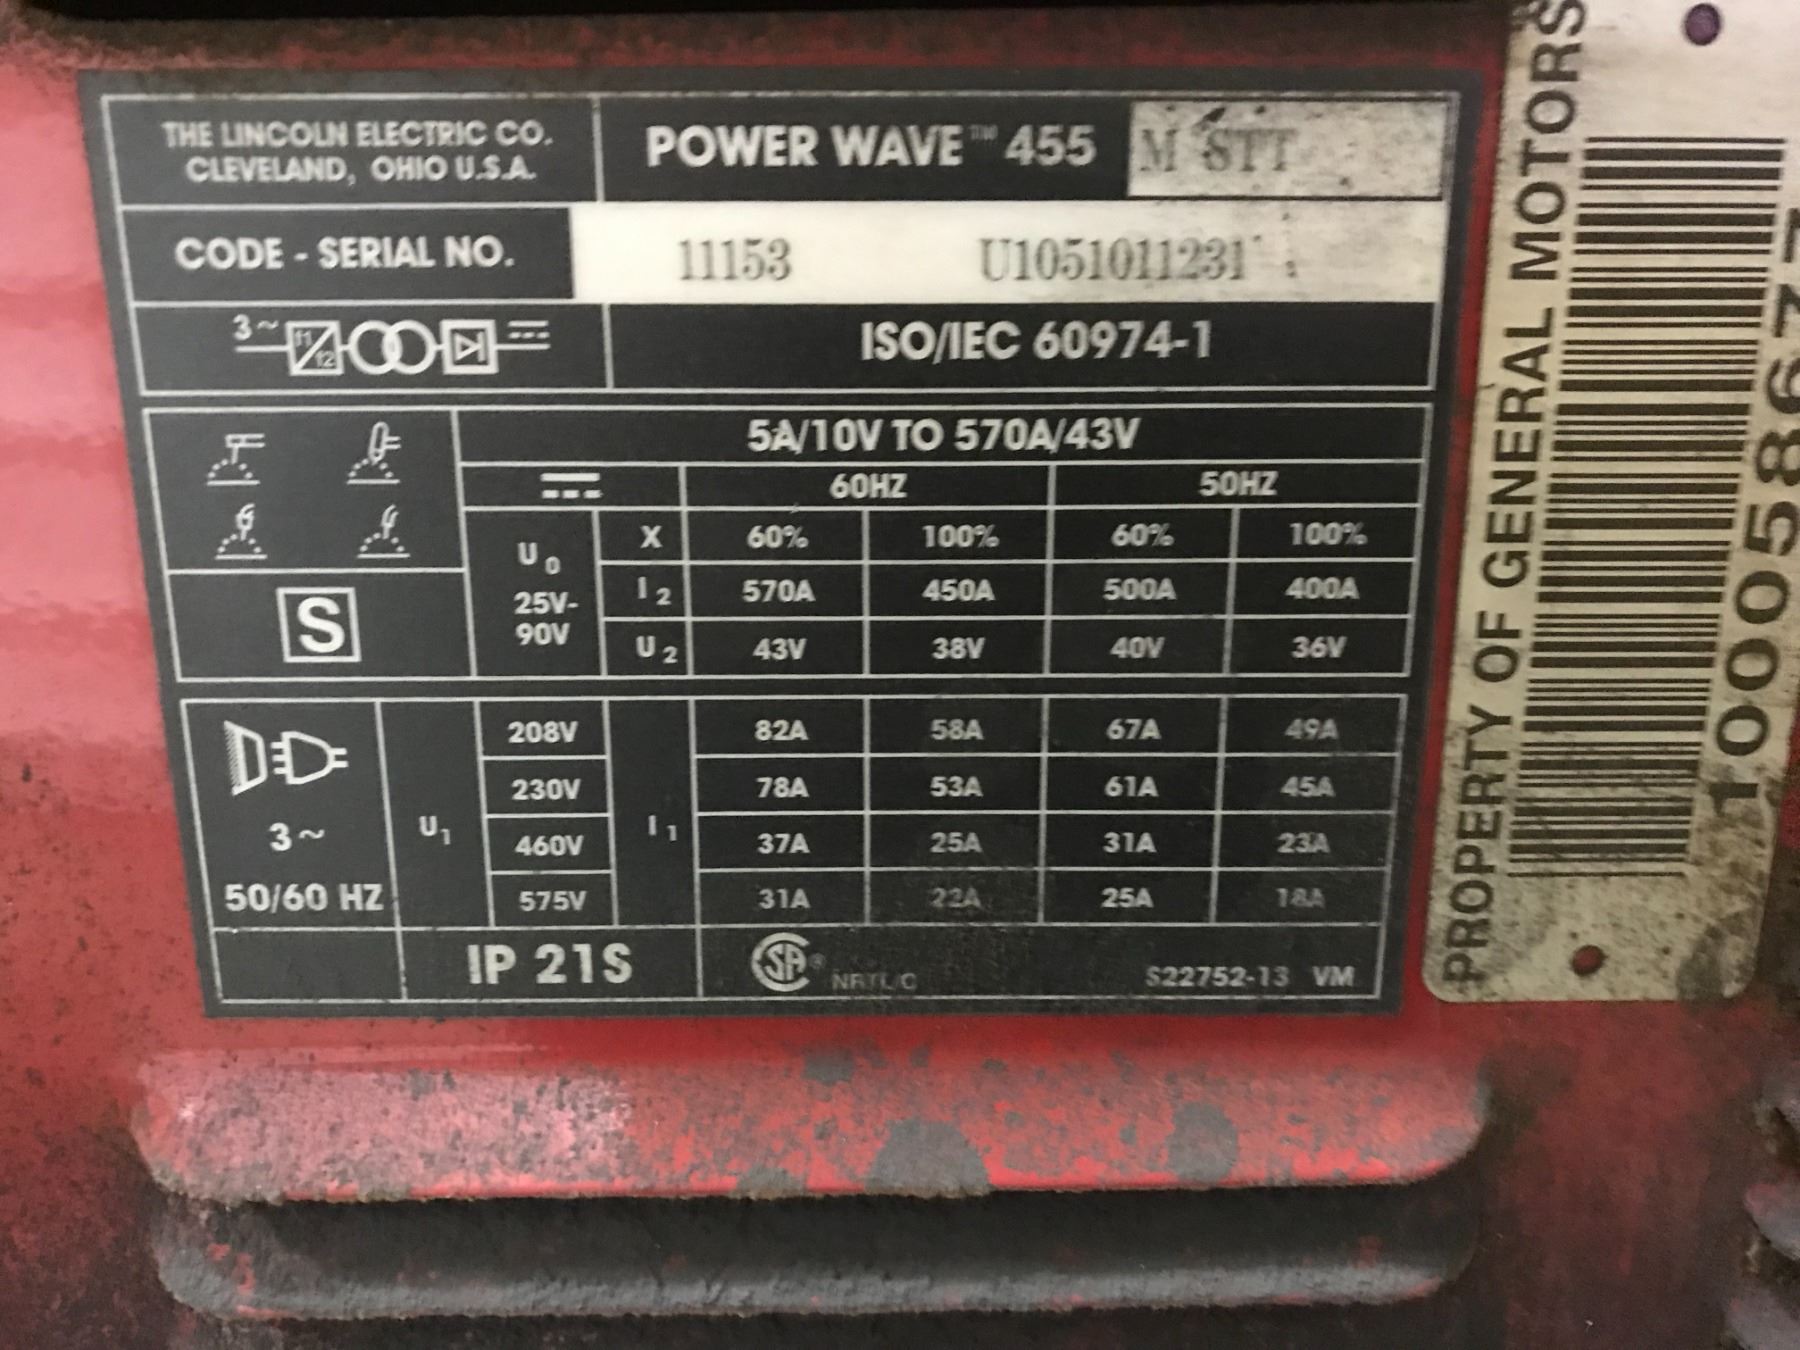 THE LINCOLN ELECTRIC CO.
CLEVELAND, OHIO U.S.A.
POWER WAVE™ 455 M STT
CODE - SERIAL NO. 11153 U1051011231
3~ f1 f2
ISO/IEC 60974-1
5A/10V TO 570A/43V
60HZ 50HZ
U0 25V-90V
X 60% 100% 60% 100%
I2 570A 450A 500A 400A
U2 43V 38V 40V 36V
S
3~
50/60 HZ
U1 I1
208V 82A 58A 67A 49A
230V 78A 53A 61A 45A
460V 37A 25A 31A 23A
575V 31A 22A 25A 18A
IP 21S
CSA® NRTL/C
S22752-13 VM
PROPERTY OF GENERAL MOTORS